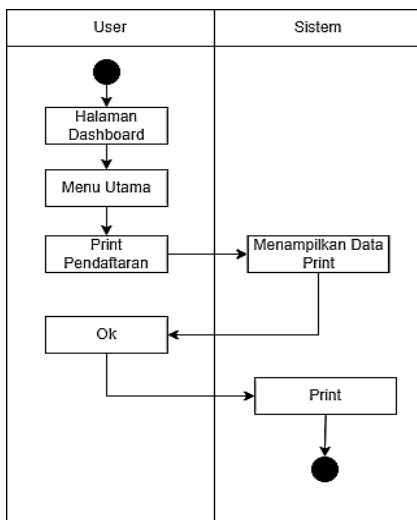 User
Sistem
Halaman
Dashboard
Menu Utama
Print
Pendaftaran
Menampilkan Data
Print
Ok
Print